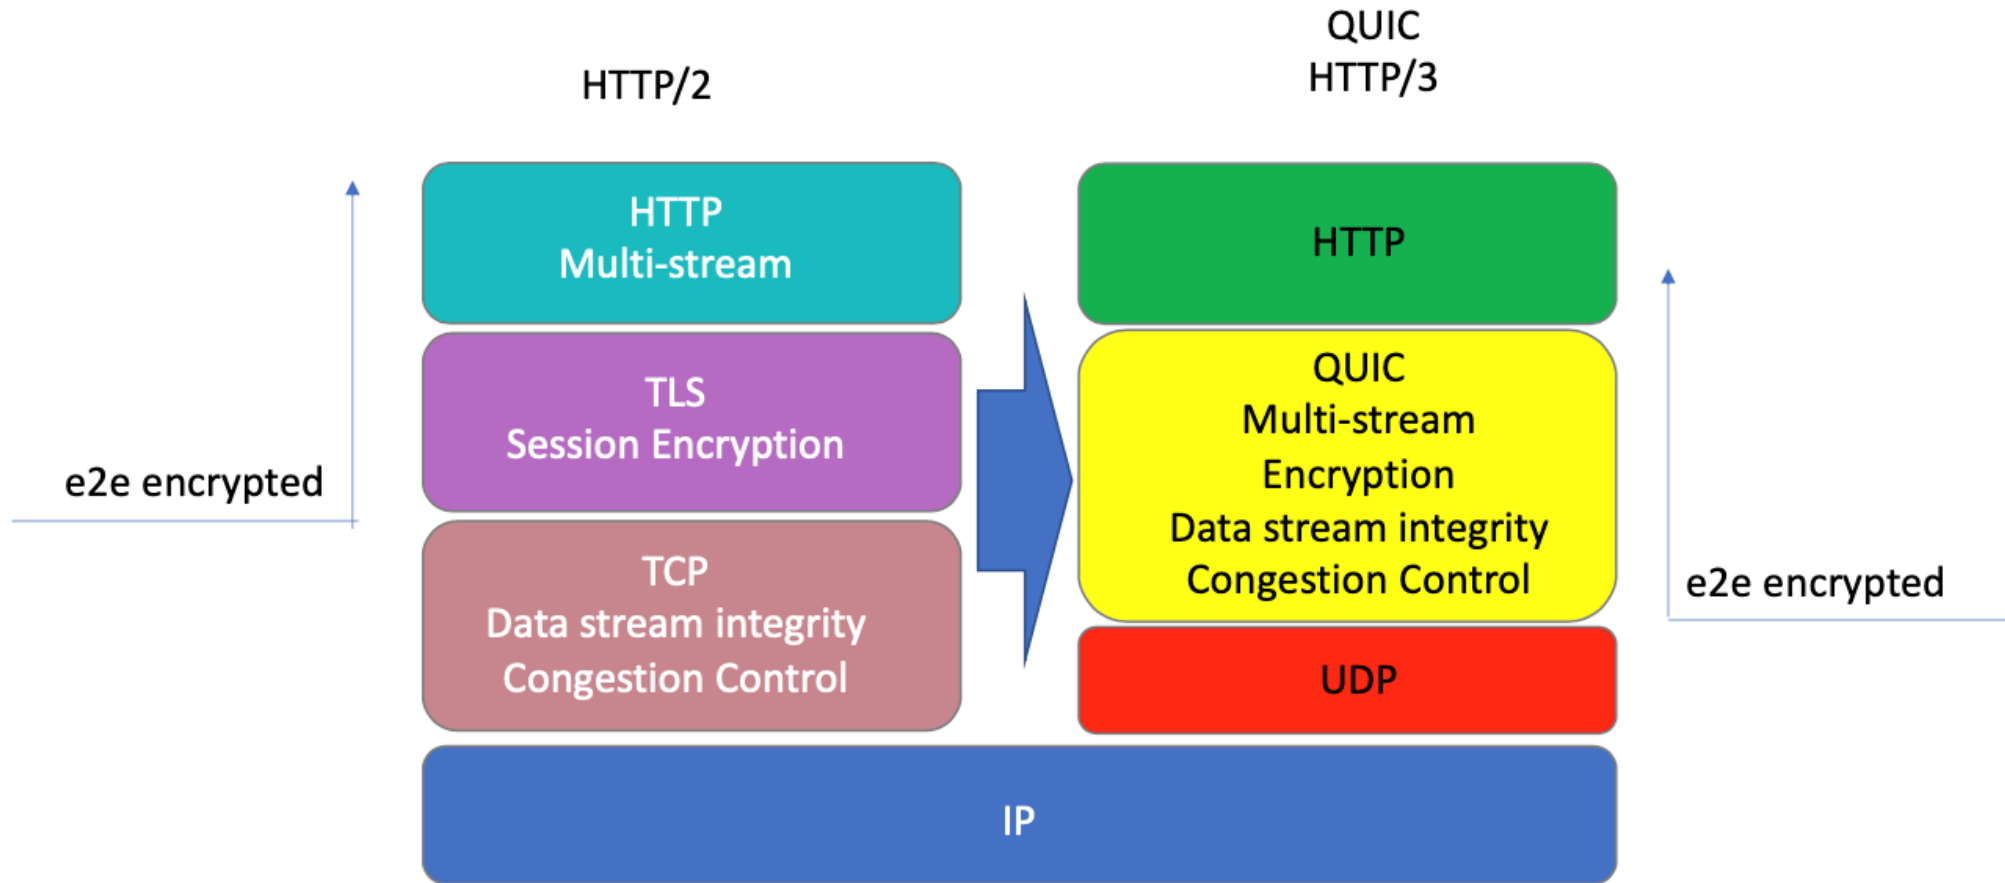 HTTP/2
QUIC
HTTP/3
HTTP
Multi-stream
TLS
Session Encryption
e2e encrypted
TCP
Data stream integrity
Congestion Control
HTTP
QUIC
Multi-stream
Encryption
Data stream integrity
Congestion Control
e2e encrypted
UDP
IP